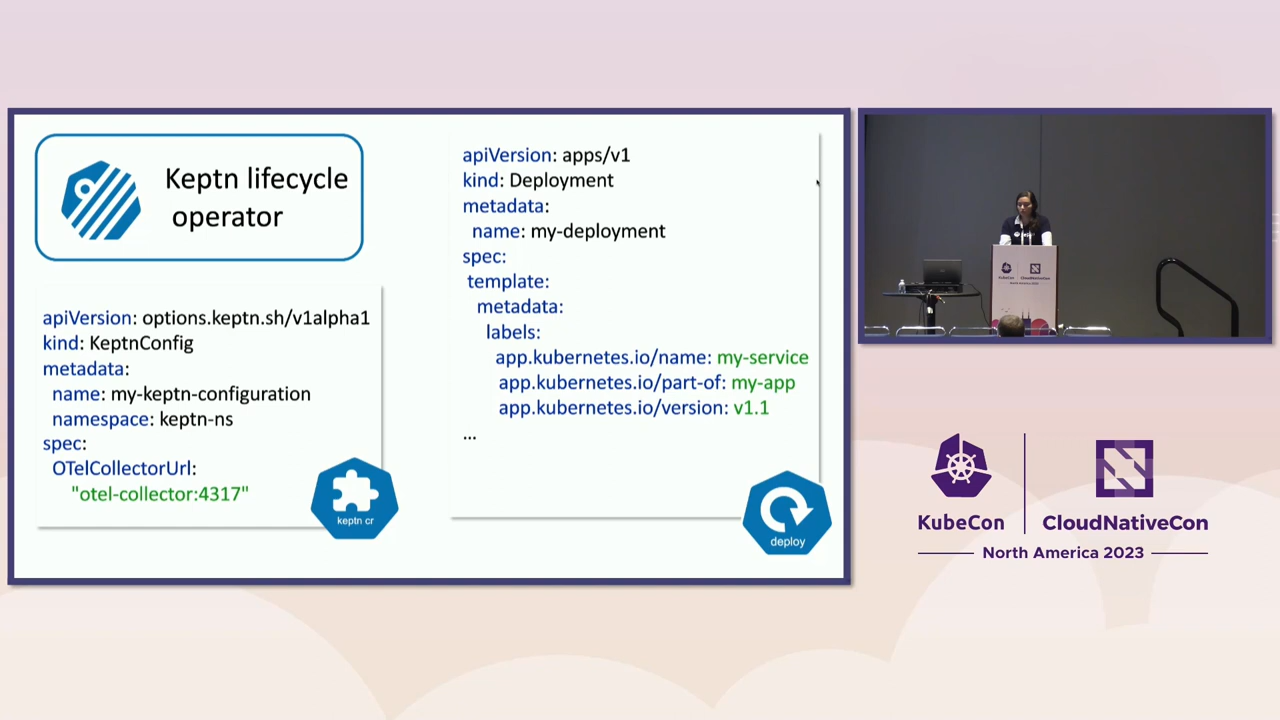 Keptn lifecycle
operator
apiVersion: options.keptn.sh/v1alpha1
kind: KeptnConfig
metadata:
name: my-keptn-configuration
namespace: keptn-ns
spec:
OTelCollectorUrl:
"otel-collector:4317"
keptn cr
apiVersion: apps/v1
kind: Deployment
metadata:
name: my-deployment
spec:
template:
metadata:
labels:
app.kubernetes.io/name: my-service
app.kubernetes.io/part-of: my-app
app.kubernetes.io/version: v1.1
...
deploy
KubeCon
CloudNativeCon
KubeCon
CloudNativeCon
North America 2023